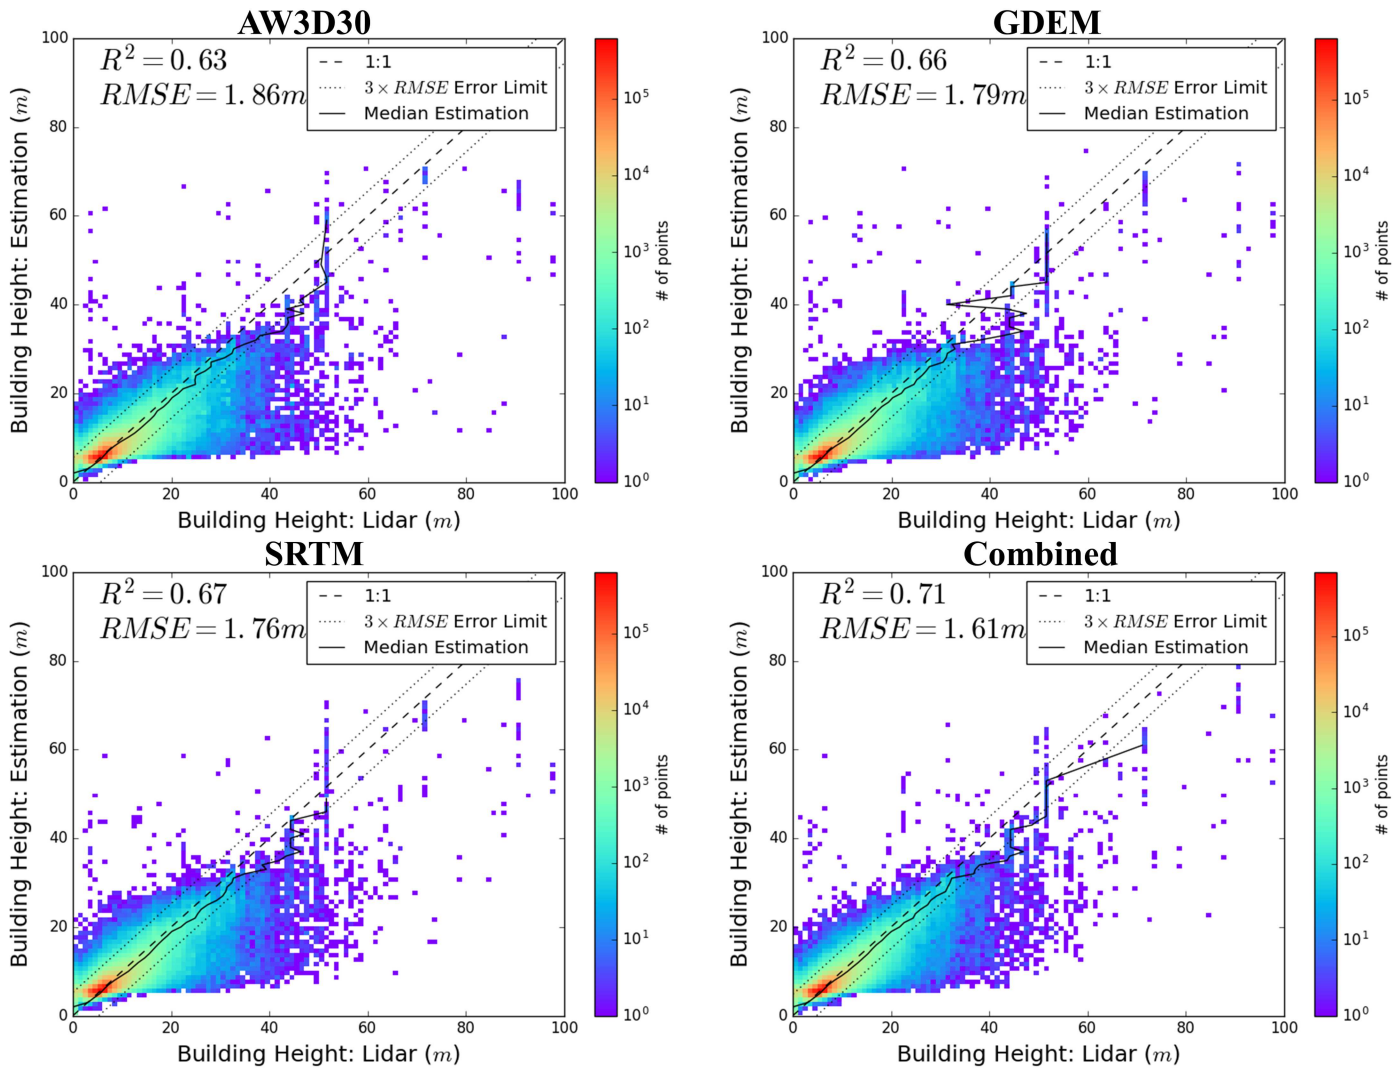 AW3D30
R² = 0.63
RMSE = 1.86m
1:1
3 × RMSE Error Limit
Median Estimation
Building Height: Estimation (m)
100
80
60
40
20
0
0 20 40 60 80 100
Building Height: Lidar (m)
10⁵
10⁴
10³
10²
10¹
10⁰
# of points
GDEM
R² = 0.66
RMSE = 1.79m
1:1
3 × RMSE Error Limit
Median Estimation
Building Height: Estimation (m)
100
80
60
40
20
0
0 20 40 60 80 100
Building Height: Lidar (m)
10⁵
10⁴
10³
10²
10¹
10⁰
# of points
SRTM
R² = 0.67
RMSE = 1.76m
1:1
3 × RMSE Error Limit
Median Estimation
Building Height: Estimation (m)
100
80
60
40
20
0
0 20 40 60 80 100
Building Height: Lidar (m)
10⁵
10⁴
10³
10²
10¹
10⁰
# of points
Combined
R² = 0.71
RMSE = 1.61m
1:1
3 × RMSE Error Limit
Median Estimation
Building Height: Estimation (m)
100
80
60
40
20
0
0 20 40 60 80 100
Building Height: Lidar (m)
10⁵
10⁴
10³
10²
10¹
10⁰
# of points